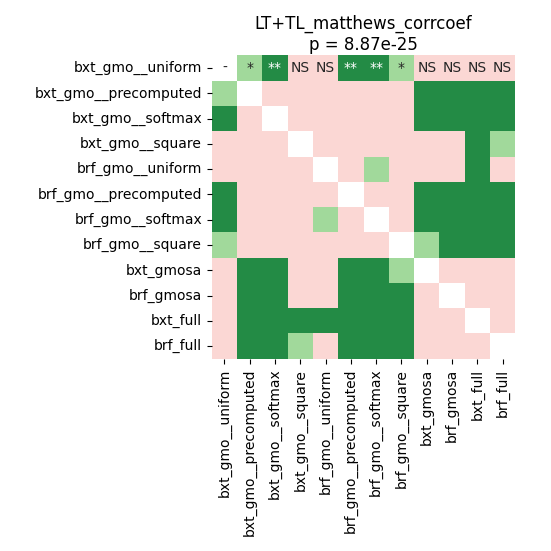 LT+TL_matthews_corrcoef
p = 8.87e-25
bxt_gmo__uniform - * ** NS NS ** ** * NS NS NS NS
bxt_gmo__precomputed
bxt_gmo__softmax
bxt_gmo__square
brf_gmo__uniform
brf_gmo__precomputed
brf_gmo__softmax
brf_gmo__square
bxt_gmosa
brf_gmosa
bxt_full
brf_full
bxt_gmo__uniform
bxt_gmo__precomputed
bxt_gmo__softmax
bxt_gmo__square
brf_gmo__uniform
brf_gmo__precomputed
brf_gmo__softmax
brf_gmo__square
bxt_gmosa
brf_gmosa
bxt_full
brf_full